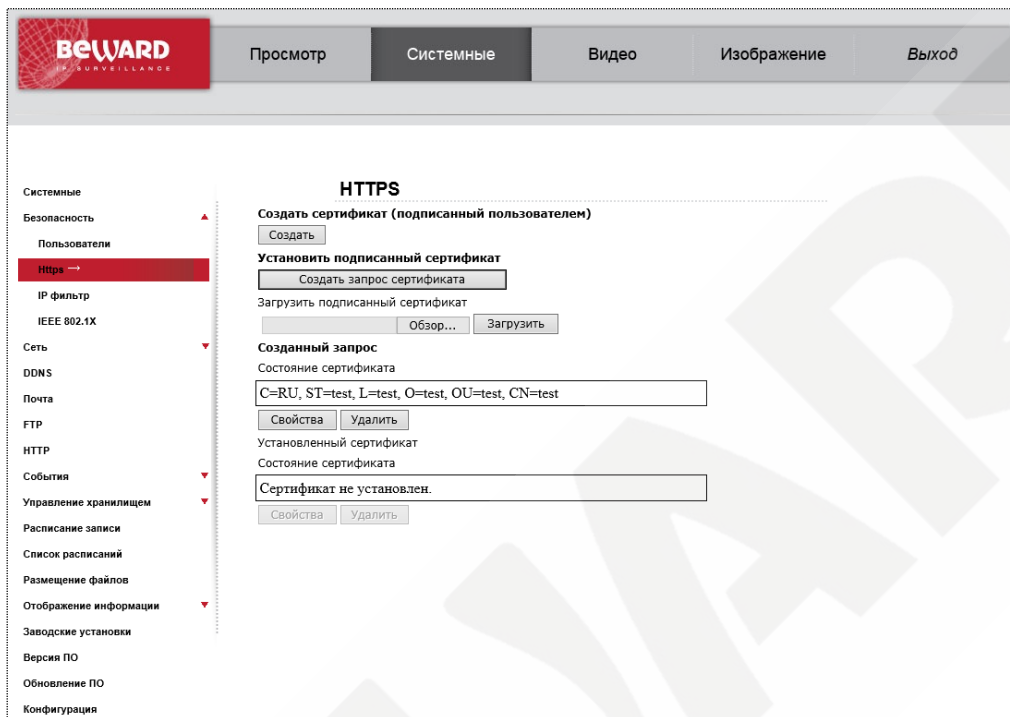 BEWARD
IP SURVEILLANCE
Просмотр
Системные
Видео
Изображение
Выход
Системные
Безопасность
Пользователи
Https →
IP фильтр
IEEE 802.1X
Сеть
DDNS
Почта
FTP
HTTP
События
Управление хранилищем
Расписание записи
Список расписаний
Размещение файлов
Отображение информации
Заводские установки
Версия ПО
Обновление ПО
Конфигурация
HTTPS
Создать сертификат (подписанный пользователем)
Создать
Установить подписанный сертификат
Создать запрос сертификата
Загрузить подписанный сертификат
Обзор... Загрузить
Созданный запрос
Состояние сертификата
C=RU, ST=test, L=test, O=test, OU=test, CN=test
Свойства Удалить
Установленный сертификат
Состояние сертификата
Сертификат не установлен.
Свойства Удалить